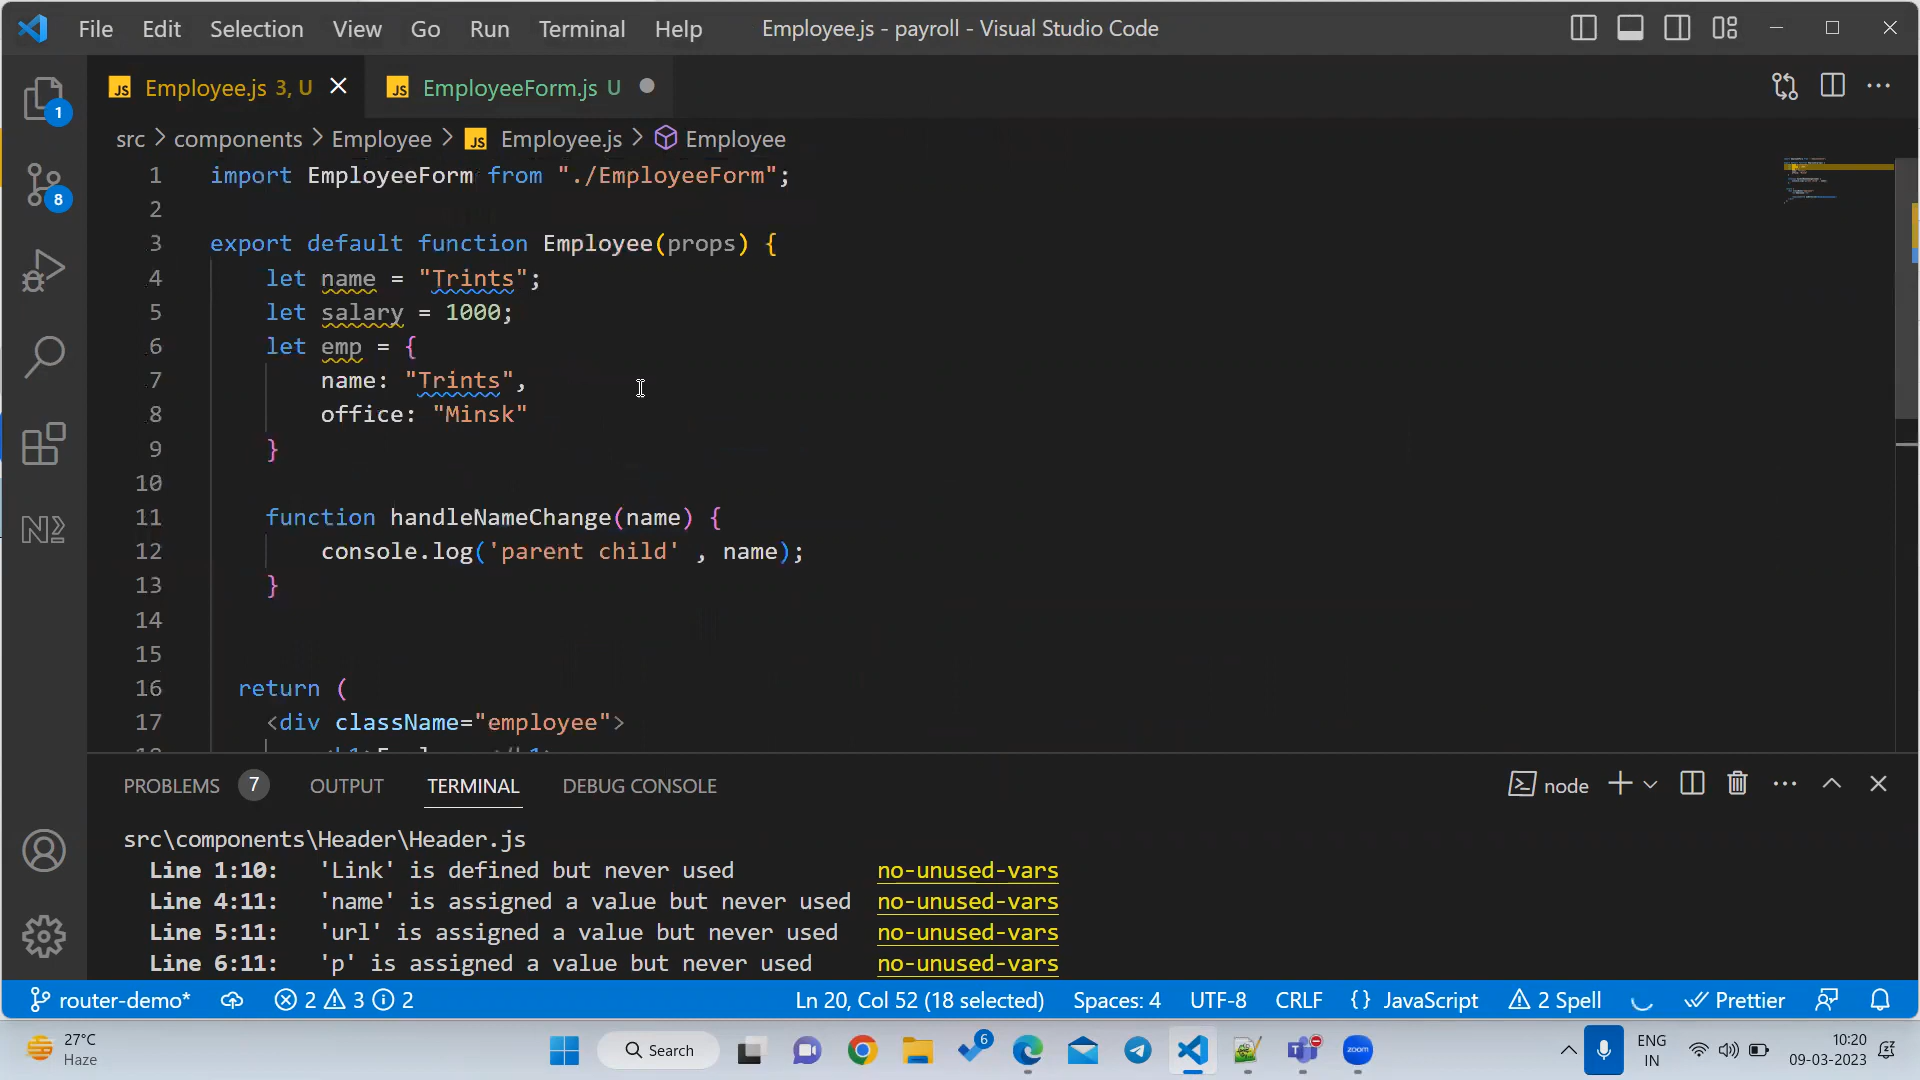 File Edit Selection View Go Run Terminal Help Employee.js - payroll - Visual Studio Code
JS Employee.js 3, U JS EmployeeForm.js U
src > components > Employee > JS Employee.js > Employee
1 import EmployeeForm from "./EmployeeForm";
2
3 export default function Employee(props) {
4 let name = "Trints";
5 let salary = 1000;
6 let emp = {
7 name: "Trints",
8 office: "Minsk"
9 }
10
11 function handleNameChange(name) {
12 console.log('parent child' , name);
13 }
14
15
16 return (
17 <div className="employee">
1
8
PROBLEMS 7 OUTPUT TERMINAL DEBUG CONSOLE node
src\components\Header\Header.js
Line 1:10: 'Link' is defined but never used no-unused-vars
Line 4:11: 'name' is assigned a value but never used no-unused-vars
Line 5:11: 'url' is assigned a value but never used no-unused-vars
Line 6:11: 'p' is assigned a value but never used no-unused-vars
router-demo* 2 3 2 Ln 20, Col 52 (18 selected) Spaces: 4 UTF-8 CRLF {} JavaScript 2 Spell Prettier
27°C
Haze
Search
6
zoom
ENG
IN
10:20
09-03-2023